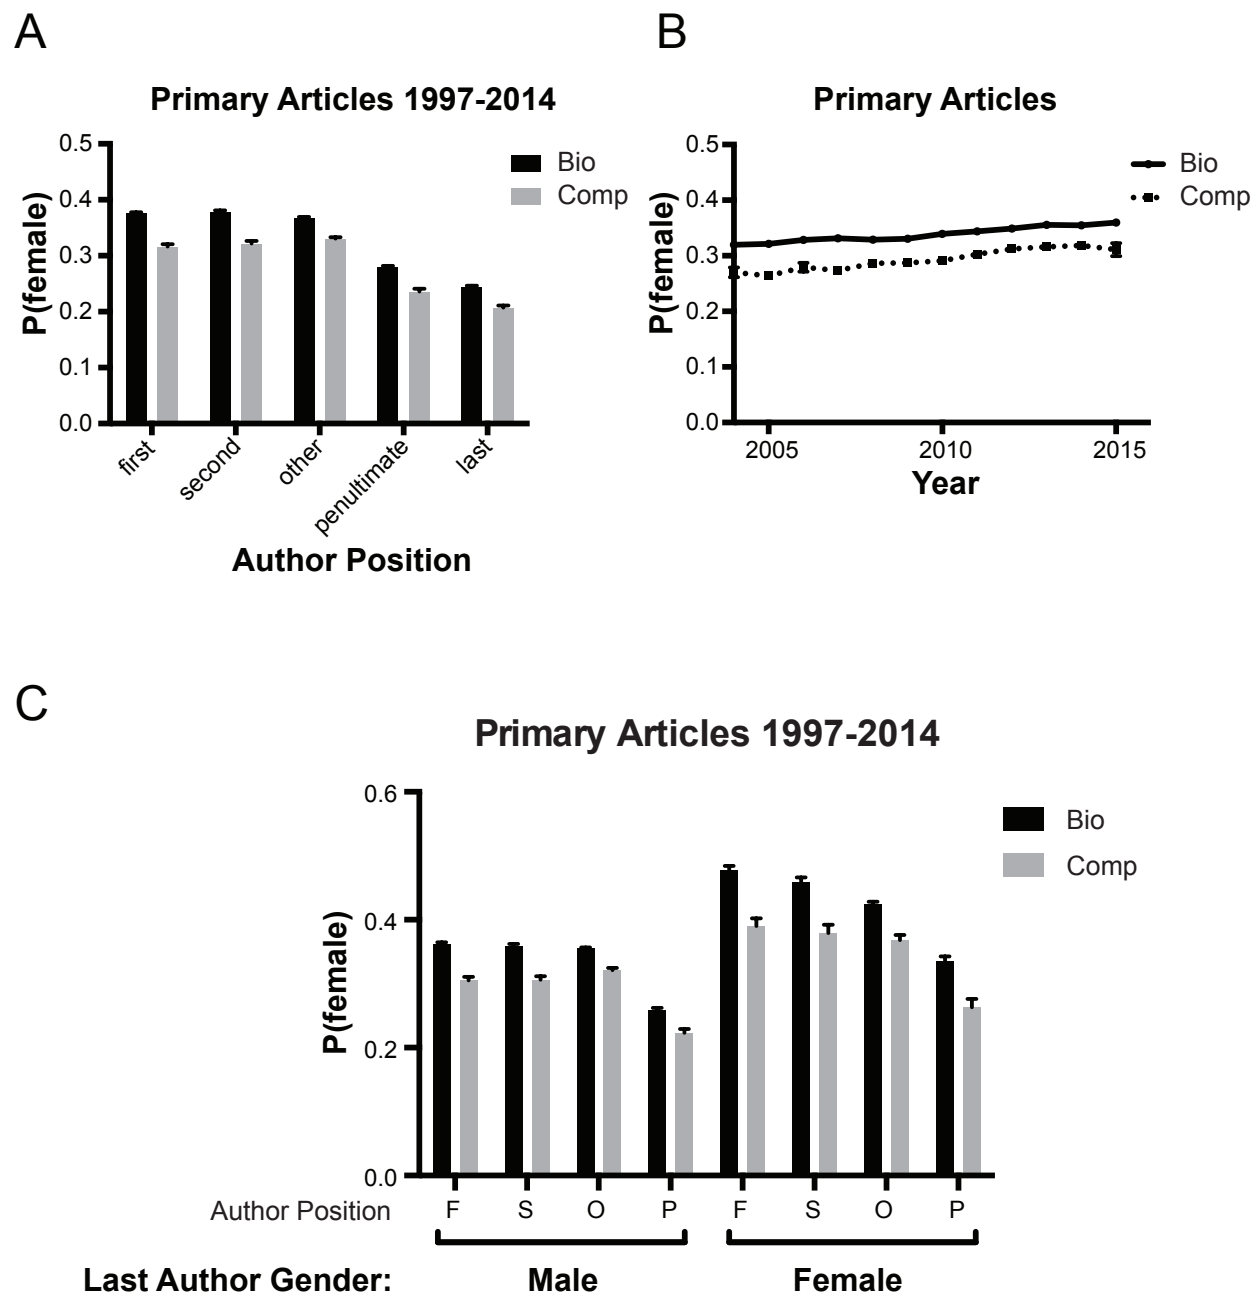 A
Primary Articles 1997-2014
P(female)
0.5
0.4
0.3
0.2
0.1
0.0
Bio
Comp
first
second
other
penultimate
last
Author Position
B
Primary Articles
P(female)
0.5
0.4
0.3
0.2
0.1
0.0
Bio
Comp
2005
2010
2015
Year
C
Primary Articles 1997-2014
P(female)
0.6
0.4
0.2
0.0
Bio
Comp
Author Position F S O P F S O P
Last Author Gender: Male Female